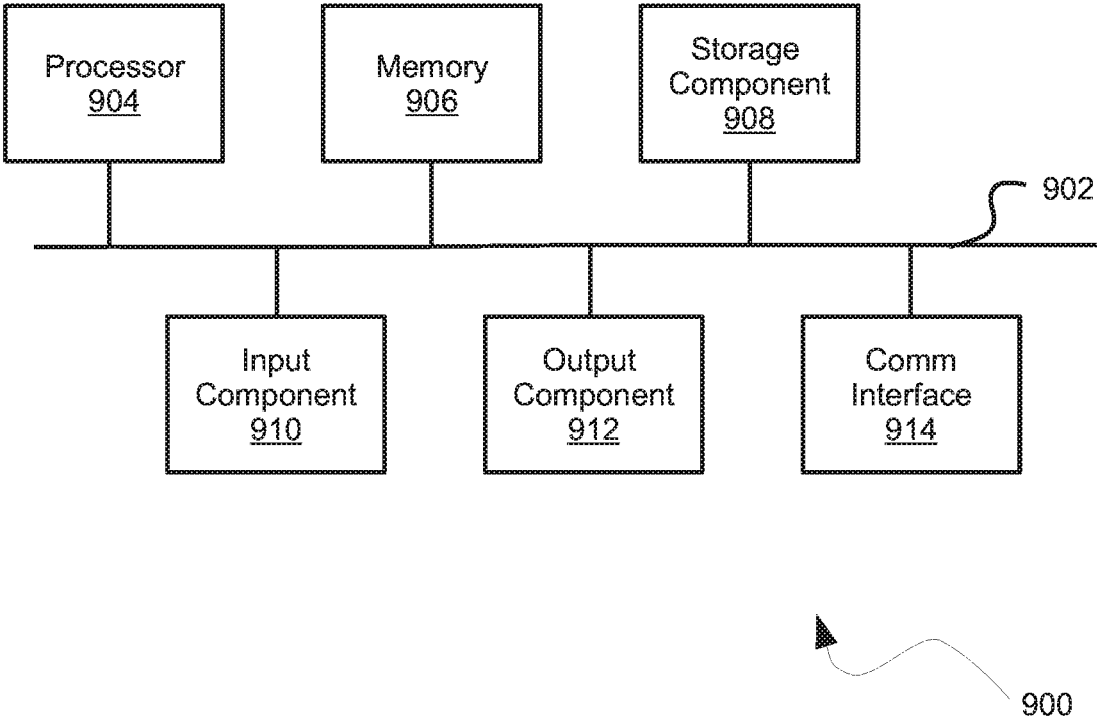 Processor
904
Memory
906
Storage
Component
908
902
Input
Component
910
Output
Component
912
Comm
Interface
914
900